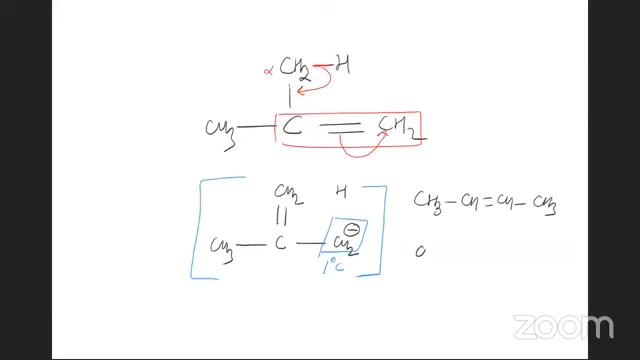 α CH2 — H
CH3 — C = CH2
CH2 H
CH3 — C — CH2 ⊖
1°C
CH3 - CH = CH - CH3
C
zoom